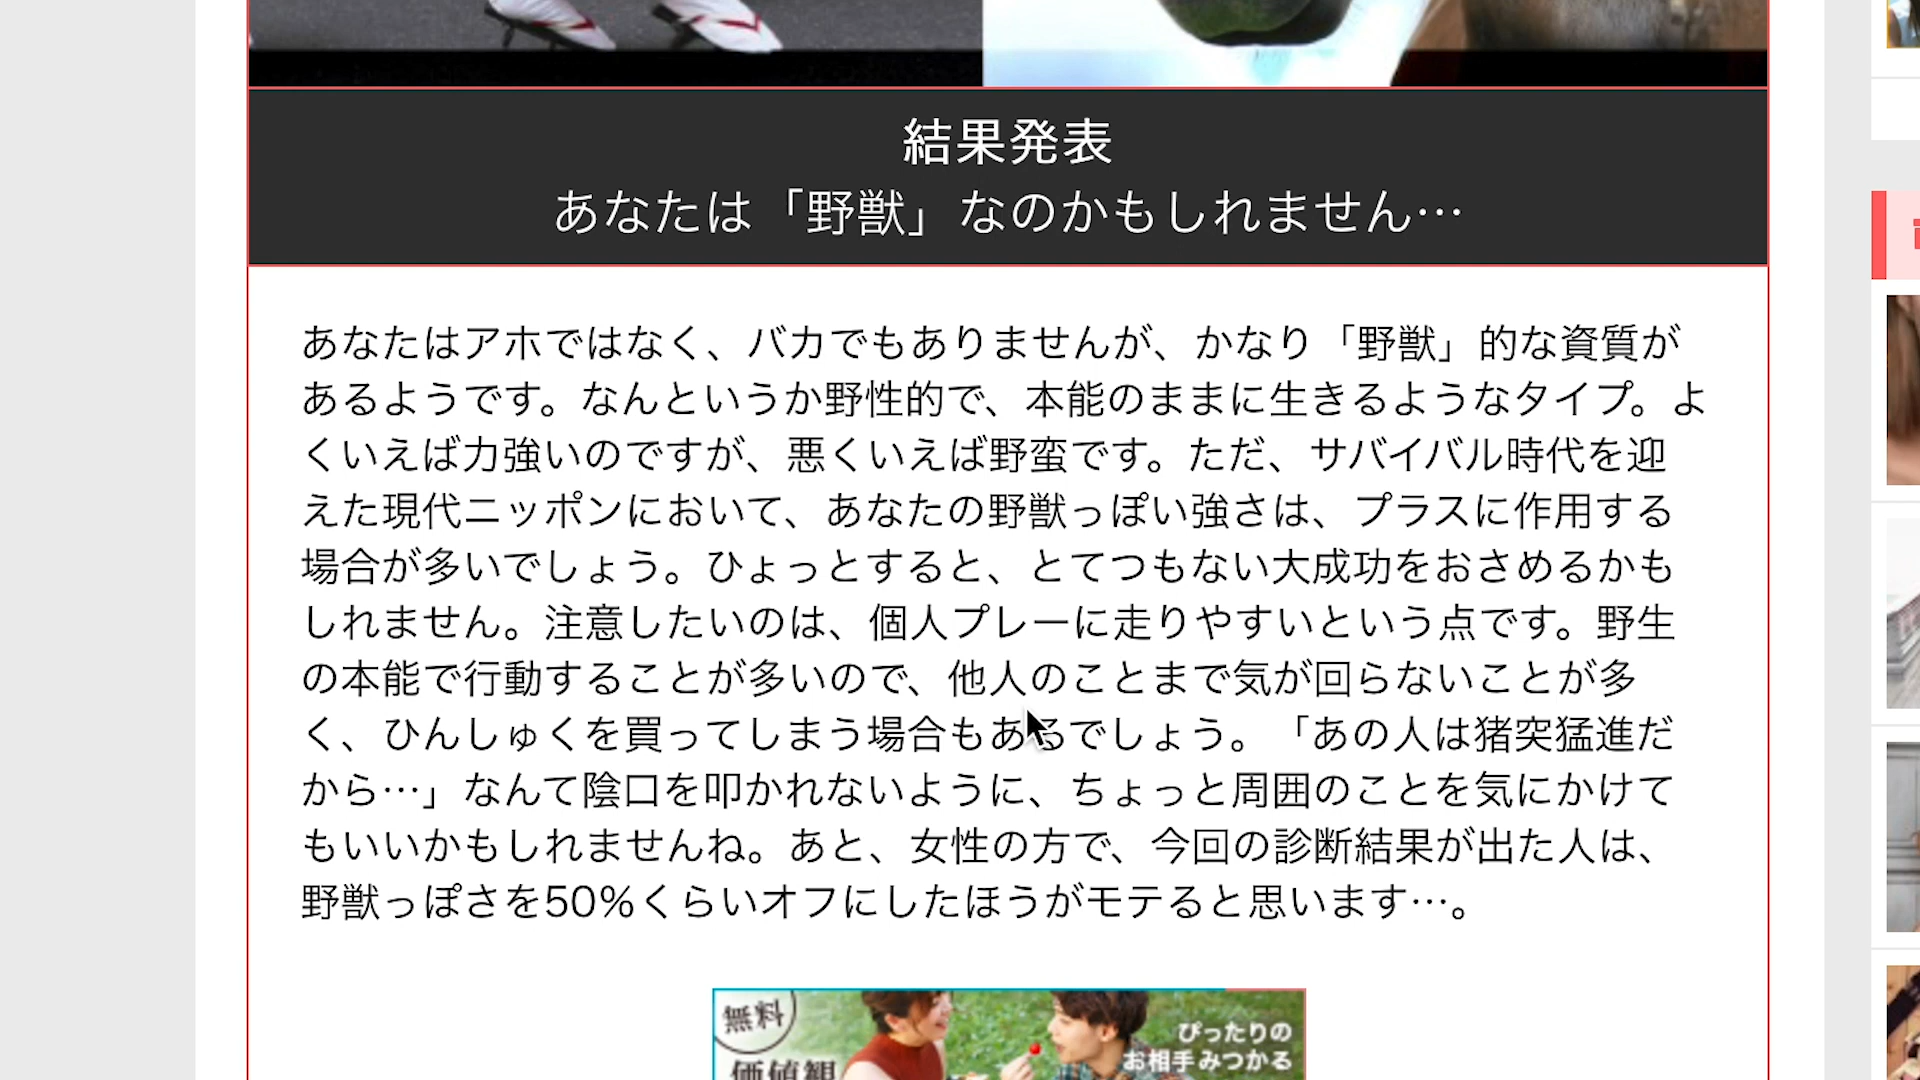 結果発表
あなたは「野獣」なのかもしれません…
あなたはアホではなく、バカでもありませんが、かなり「野獣」的な資質が
あるようです。なんというか野性的で、本能のままに生きるようなタイプ。よ
くいえば力強いのですが、悪くいえば野蛮です。ただ、サバイバル時代を迎
えた現代ニッポンにおいて、あなたの野獣っぽい強さは、プラスに作用する
場合が多いでしょう。ひょっとすると、とてつもない大成功をおさめるかも
しれません。注意したいのは、個人プレーに走りやすいという点です。野生
の本能で行動することが多いので、他人のことまで気が回らないことが多
く、ひんしゅくを買ってしまう場合もあるでしょう。「あの人は猪突猛進だ
から…」なんて陰口を叩かれないように、ちょっと周囲のことを気にかけて
もいいかもしれませんね。あと、女性の方で、今回の診断結果が出た人は、
野獣っぽさを50%くらいオフにしたほうがモテると思います…。
無料
価値観
ぴったりの
お相手みつかる